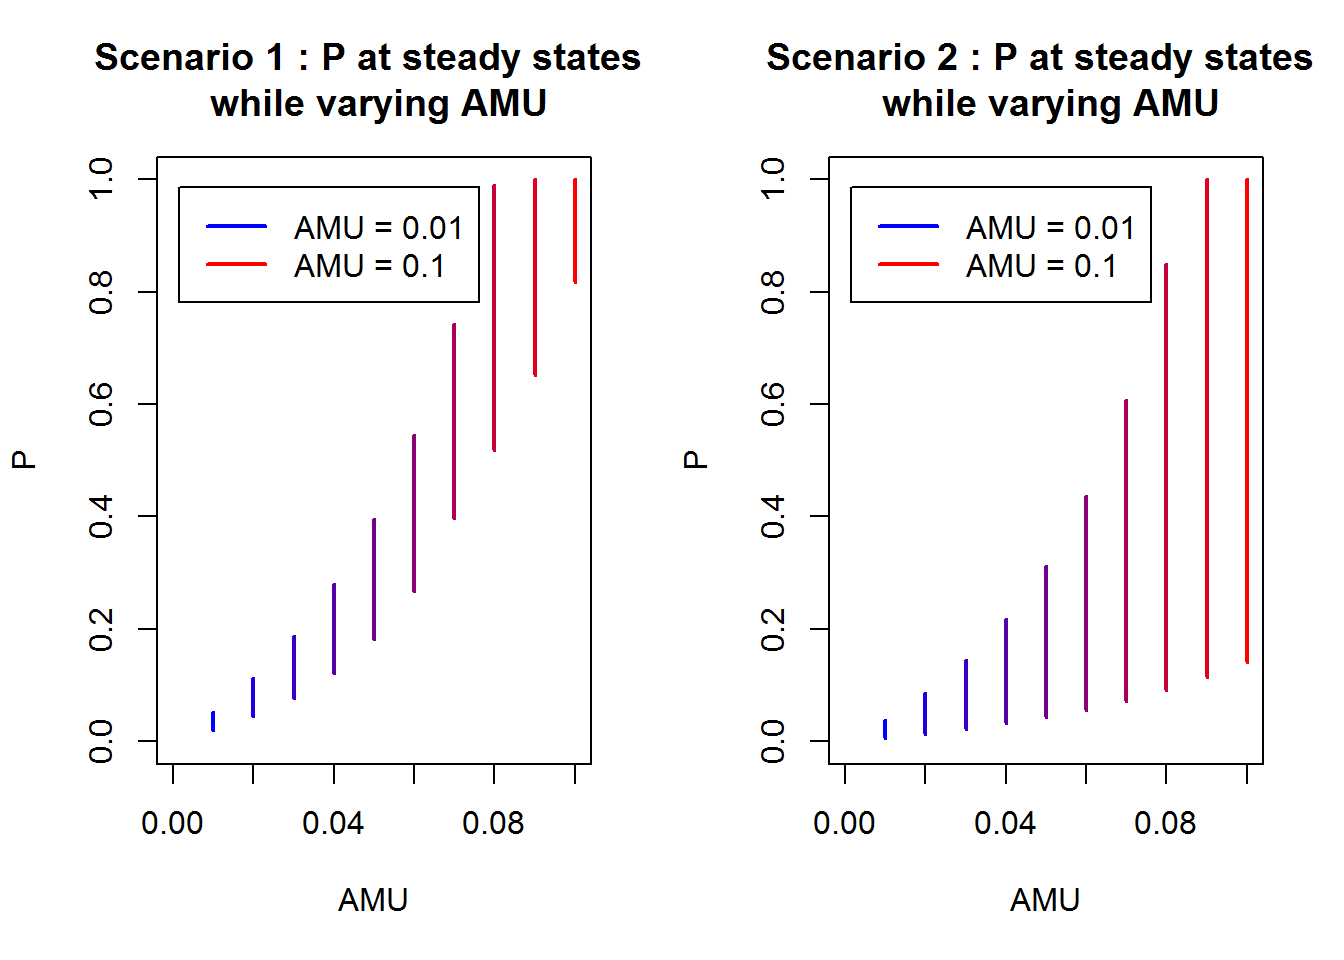 Scenario 1 : P at steady states
while varying AMU
P
1.0
0.8
0.6
0.4
0.2
0.0
AMU = 0.01
AMU = 0.1
0.00 0.04 0.08
AMU
Scenario 2 : P at steady states
while varying AMU
P
1.0
0.8
0.6
0.4
0.2
0.0
AMU = 0.01
AMU = 0.1
0.00 0.04 0.08
AMU